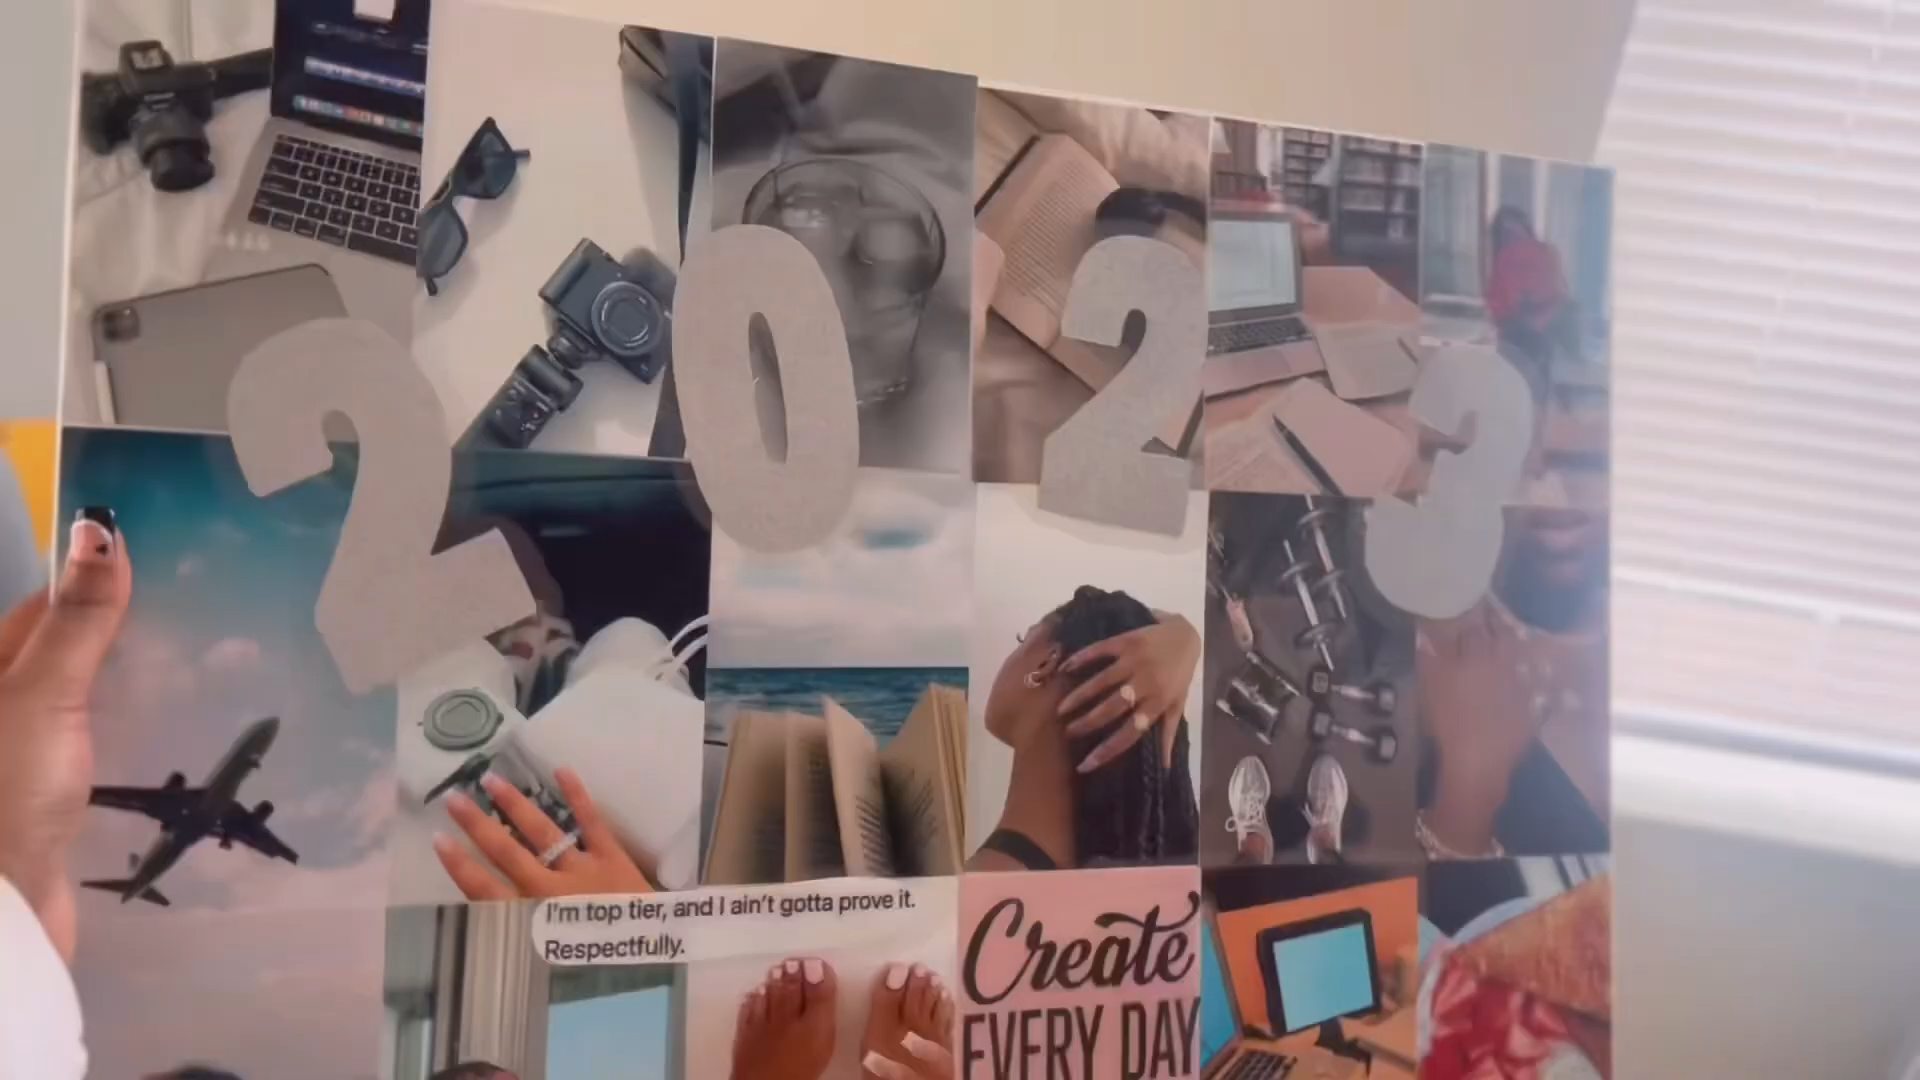 2023
I'm top tier, and I ain't gotta prove it.
Respectfully.
Create
EVERY DAY